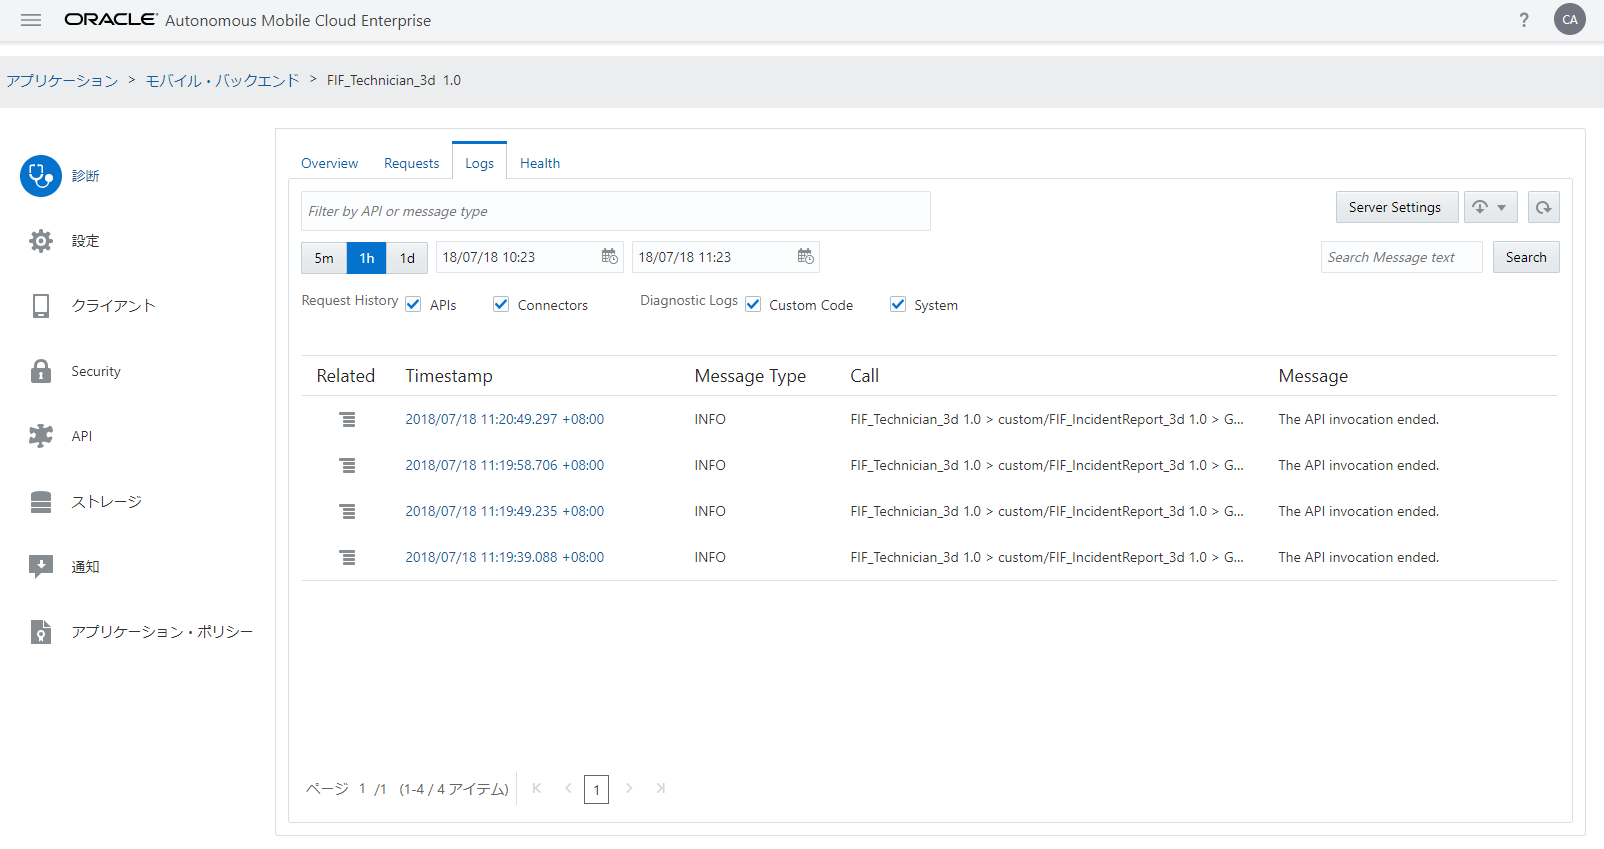 ORACLE® Autonomous Mobile Cloud Enterprise
?
CA
アプリケーション > モバイル・バックエンド > FIF_Technician_3d 1.0
診断
設定
クライアント
Security
API
ストレージ
通知
アプリケーション・ポリシー
Overview Requests Logs Health
Filter by API or message type
Server Settings
5m 1h 1d 18/07/18 10:23 18/07/18 11:23
Search Message text Search
Request History APIs Connectors Diagnostic Logs Custom Code System
Related Timestamp Message Type Call Message
2018/07/18 11:20:49.297 +08:00 INFO FIF_Technician_3d 1.0 > custom/FIF_IncidentReport_3d 1.0 > G... The API invocation ended.
2018/07/18 11:19:58.706 +08:00 INFO FIF_Technician_3d 1.0 > custom/FIF_IncidentReport_3d 1.0 > G... The API invocation ended.
2018/07/18 11:19:49.235 +08:00 INFO FIF_Technician_3d 1.0 > custom/FIF_IncidentReport_3d 1.0 > G... The API invocation ended.
2018/07/18 11:19:39.088 +08:00 INFO FIF_Technician_3d 1.0 > custom/FIF_IncidentReport_3d 1.0 > G... The API invocation ended.
ページ 1 /1 (1-4 / 4 アイテム) 1